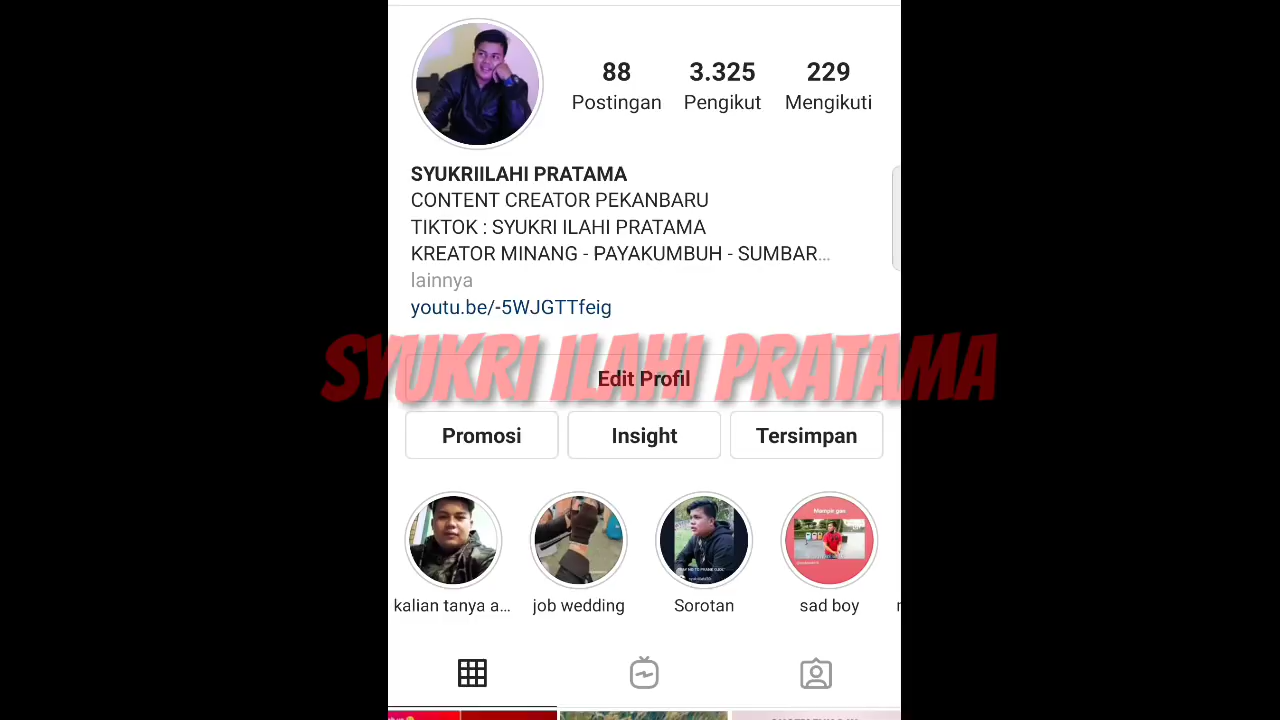 88 3.325 229
Postingan Pengikut Mengikuti
SYUKRIILAHI PRATAMA
CONTENT CREATOR PEKANBARU
TIKTOK : SYUKRI ILAHI PRATAMA
KREATOR MINANG - PAYAKUMBUH - SUMBAR...
lainnya
youtu.be/-5WJGTTfeig
SYUKRI ILAHI PRATAMA
Edit Profil
Promosi Insight Tersimpan
Mampir gan
kalian tanya a... job wedding Sorotan sad boy